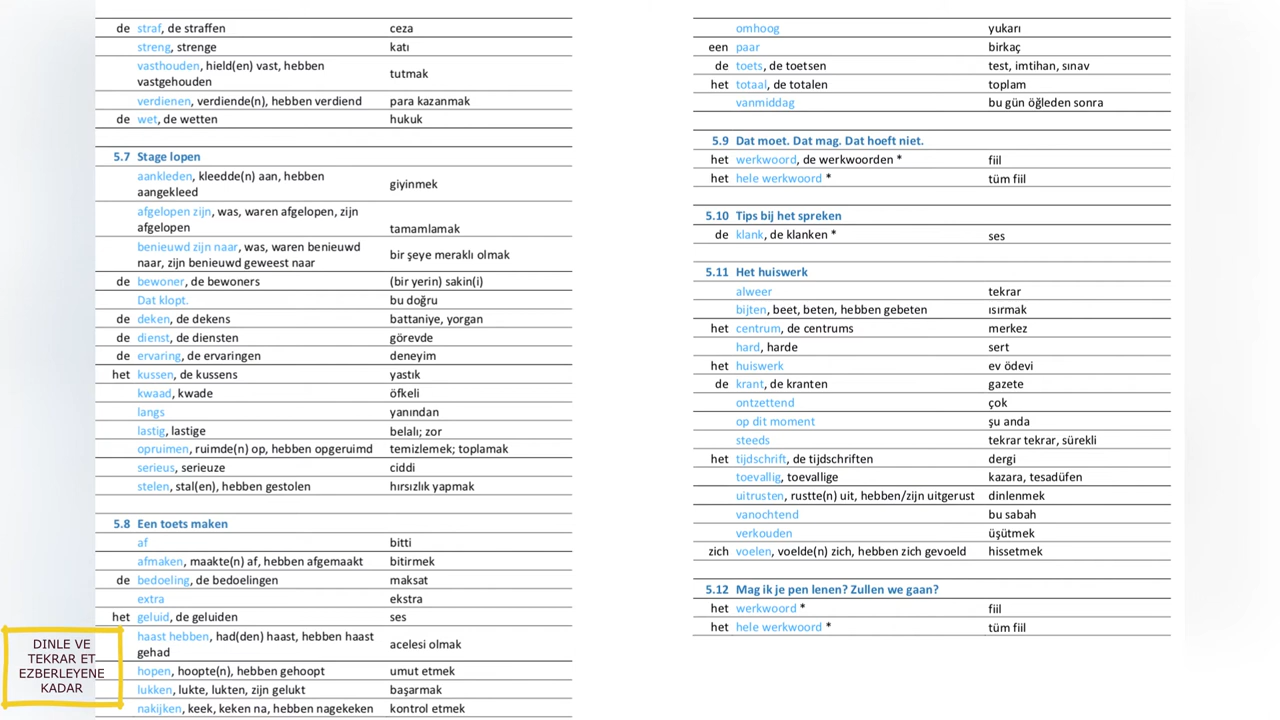 de straf, de straffen ceza
streng, strenge katı
vasthouden, hield(en) vast, hebben
vastgehouden tutmak
verdienen, verdiende(n), hebben verdiend para kazanmak
de wet, de wetten hukuk
5.7 Stage lopen
aankleden, kleedde(n) aan, hebben
aangekleed giyinmek
afgelopen zijn, was, waren afgelopen, zijn
afgelopen tamamlamak
benieuwd zijn naar, was, waren benieuwd
naar, zijn benieuwd geweest naar bir şeye meraklı olmak
de bewoner, de bewoners (bir yerin) sakin(i)
Dat klopt. bu doğru
de deken, de dekens battaniye, yorgan
de dienst, de diensten görevde
de ervaring, de ervaringen deneyim
het kussen, de kussens yastık
kwaad, kwade öfkeli
langs yanından
lastig, lastige belalı; zor
opruimen, ruimde(n) op, hebben opgeruimd temizlemek; toplamak
serieus, serieuze ciddi
stelen, stal(en), hebben gestolen hırsızlık yapmak
5.8 Een toets maken
af bitti
afmaken, maakte(n) af, hebben afgemaakt bitirmek
de bedoeling, de bedoelingen maksat
extra ekstra
het geluid, de geluiden ses
haast hebben, had(den) haast, hebben haast
gehad acelesi olmak
hopen, hoopte(n), hebben gehoopt umut etmek
lukken, lukte, lukten, zijn gelukt başarmak
nakijken, keek, keken na, hebben nagekeken kontrol etmek
DINLE VE
TEKRAR ET
EZBERLEYENE
KADAR
omhoog yukarı
een paar birkaç
de toets, de toetsen test, imtihan, sınav
het totaal, de totalen toplam
vanmiddag bu gün öğleden sonra
5.9 Dat moet. Dat mag. Dat hoeft niet.
het werkwoord, de werkwoorden * fiil
het hele werkwoord * tüm fiil
5.10 Tips bij het spreken
de klank, de klanken * ses
5.11 Het huiswerk
alweer tekrar
bijten, beet, beten, hebben gebeten ısırmak
het centrum, de centrums merkez
hard, harde sert
het huiswerk ev ödevi
de krant, de kranten gazete
ontzettend çok
op dit moment şu anda
steeds tekrar tekrar, sürekli
het tijdschrift, de tijdschriften dergi
toevallig, toevallige kazara, tesadüfen
uitrusten, rustte(n) uit, hebben/zijn uitgerust dinlenmek
vanochtend bu sabah
verkouden üşütmek
zich voelen, voelde(n) zich, hebben zich gevoeld hissetmek
5.12 Mag ik je pen lenen? Zullen we gaan?
het werkwoord * fiil
het hele werkwoord * tüm fiil